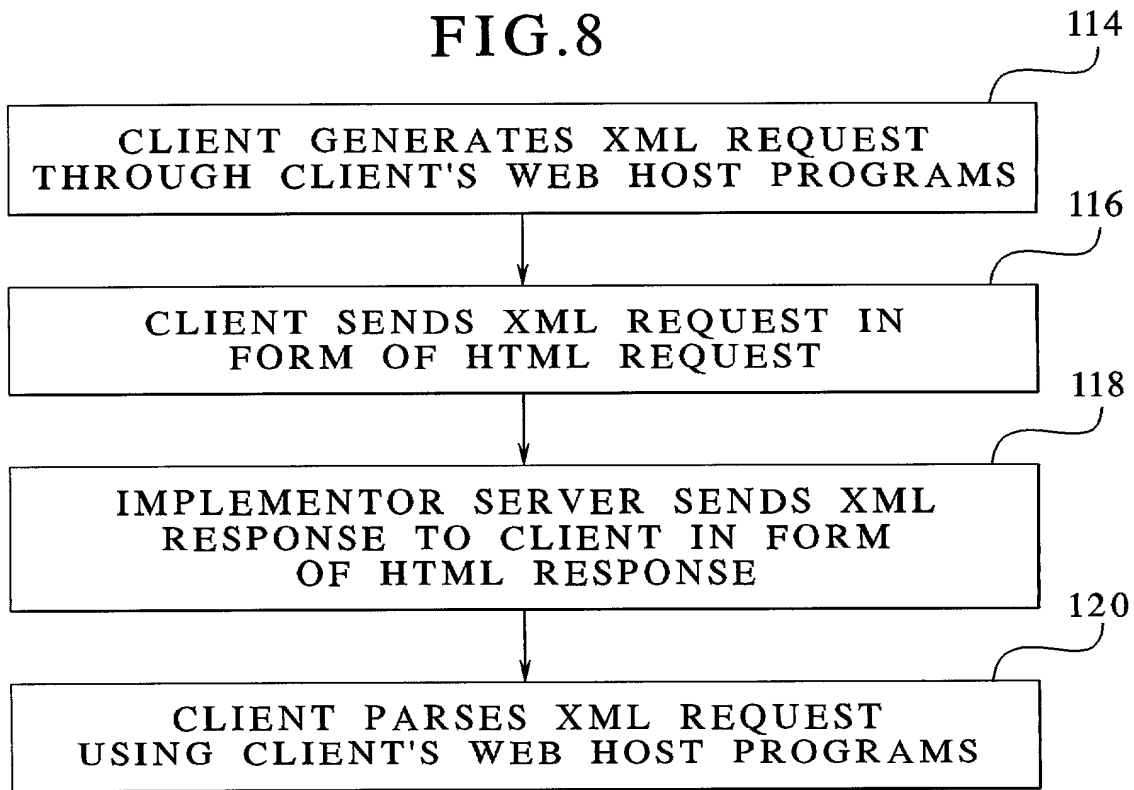 FIG.8
114
CLIENT GENERATES XML REQUEST
THROUGH CLIENT'S WEB HOST PROGRAMS
116
CLIENT SENDS XML REQUEST IN
FORM OF HTML REQUEST
118
IMPLEMENTOR SERVER SENDS XML
RESPONSE TO CLIENT IN FORM
OF HTML RESPONSE
120
CLIENT PARSES XML REQUEST
USING CLIENT'S WEB HOST PROGRAMS